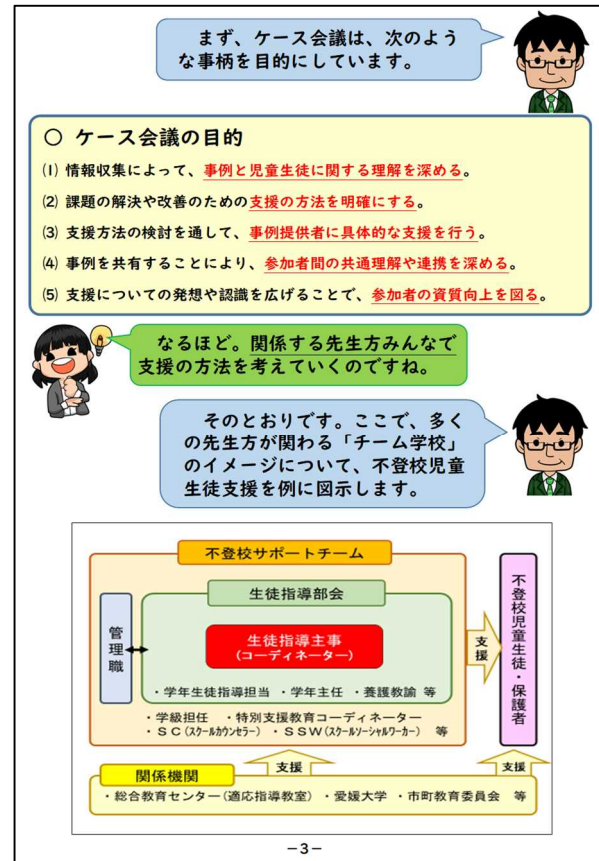 まず、ケース会議は、次のよう
な事柄を目的にしています。
○ ケース会議の目的
(1) 情報収集によって、事例と児童生徒に関する理解を深める。
(2) 課題の解決や改善のための支援の方法を明確にする。
(3) 支援方法の検討を通して、事例提供者に具体的な支援を行う。
(4) 事例を共有することにより、参加者間の共通理解や連携を深める。
(5) 支援についての発想や認識を広げることで、参加者の資質向上を図る。
なるほど。関係する先生方みんなで
支援の方法を考えていくのですね。
そのとおりです。ここで、多く
の先生方が関わる「チーム学校」
のイメージについて、不登校児童
生徒支援を例に図示します。
不登校サポートチーム
生徒指導部会
管理職
生徒指導主事
(コーディネーター)
・学年生徒指導担当 ・学年主任 ・養護教諭 等
・学級担任 ・特別支援教育コーディネーター
・SC(スクールカウンセラー) ・SSW(スクールソーシャルワーカー) 等
支援
不登校児童生徒・保護者
支援
支援
関係機関
・総合教育センター(適応指導教室) ・愛媛大学 ・市町教育委員会 等
−3−